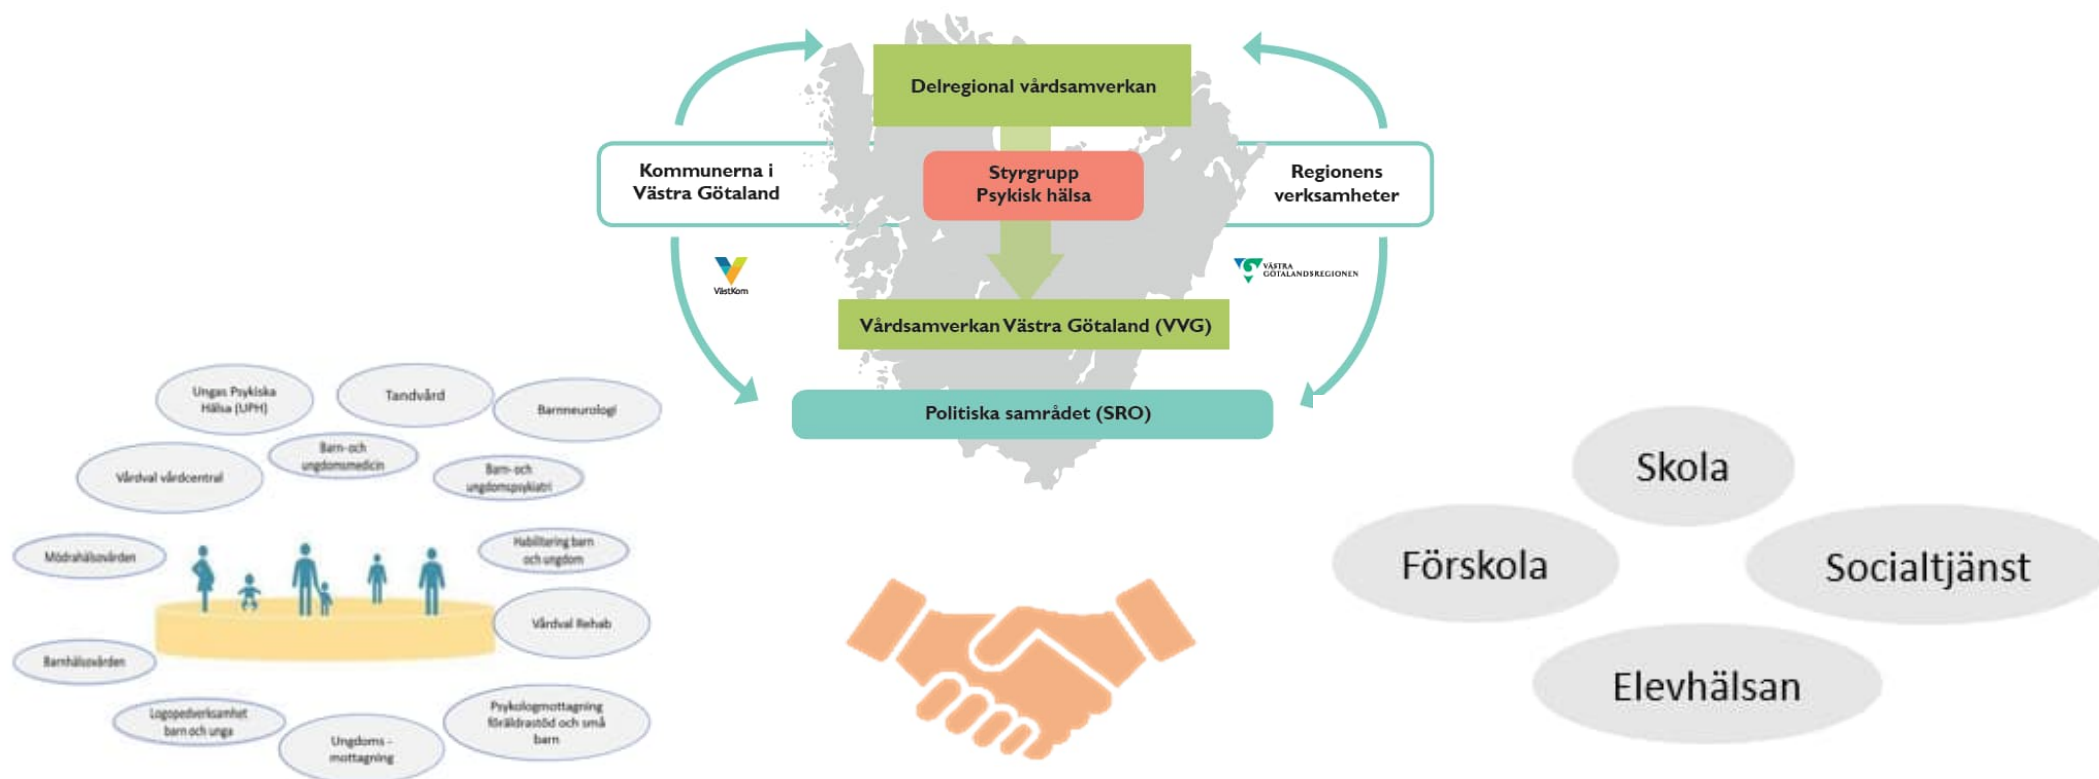 Delregional vårdsamverkan
Kommunerna i
Västra Götaland
Styrgrupp
Psykisk hälsa
Regionens
verksamheter
VästKom
VÄSTRA
GÖTALANDSREGIONEN
Vårdsamverkan Västra Götaland (VVG)
Politiska samrådet (SRO)
Ungas Psykiska
Hälsa (UPH)
Tandvård
Barnneurologi
Barn- och
ungdomsmedicin
Vårdval vårdcentral
Barn- och
ungdomspsykiatri
Mödrahälsovården
Habilitering barn
och ungdom
Vårdval Rehab
Barnhälsovården
Logopedverksamhet
barn och unga
Ungdoms -
mottagning
Psykologmottagning
föräldrastöd och små
barn
Skola
Förskola
Socialtjänst
Elevhälsan